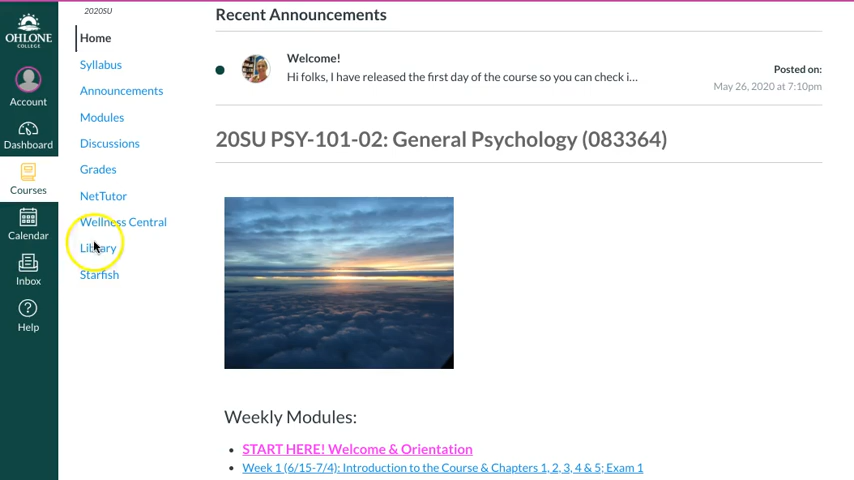 OHLONE
COLLEGE
Account
Dashboard
Courses
Calendar
Inbox
Help
2020SU
Home
Syllabus
Announcements
Modules
Discussions
Grades
NetTutor
Wellness Central
Library
Starfish
Recent Announcements
Welcome!
Hi folks, I have released the first day of the course so you can check i...
Posted on:
May 26, 2020 at 7:10pm
20SU PSY-101-02: General Psychology (083364)
Weekly Modules:
• START HERE! Welcome & Orientation
• Week 1 (6/15-7/4): Introduction to the Course & Chapters 1, 2, 3, 4 & 5; Exam 1